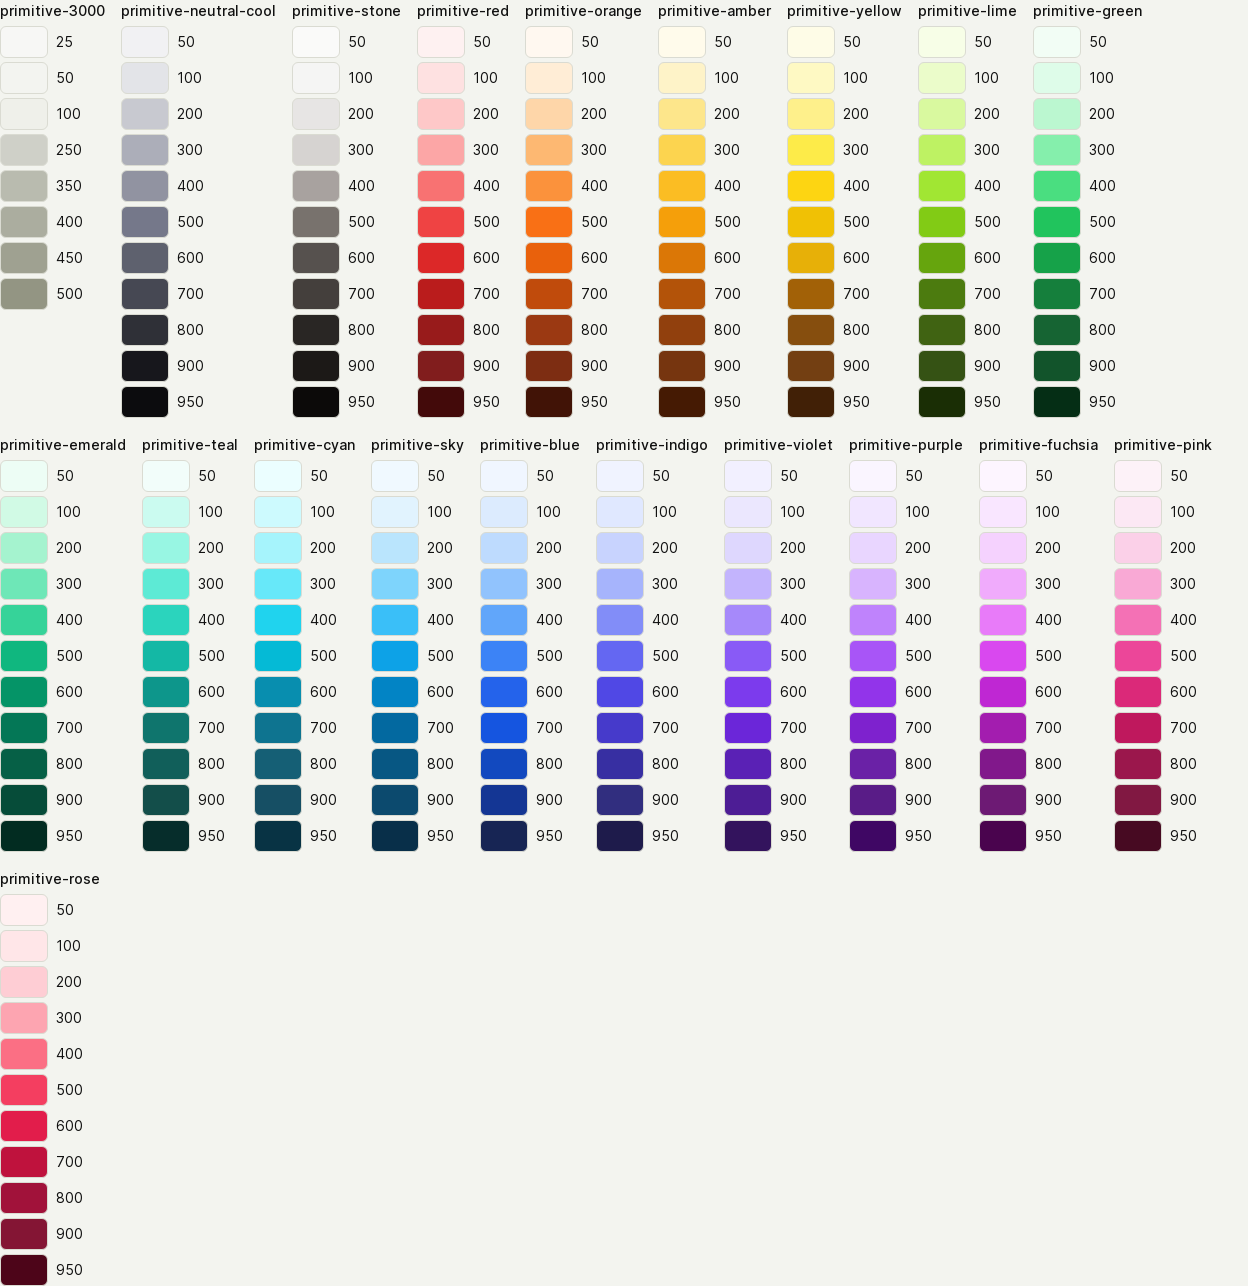 primitive-3000 primitive-neutral-cool primitive-stone primitive-red primitive-orange primitive-amber primitive-yellow primitive-lime primitive-green
25 50 50 50 50 50 50 50 50
50 100 100 100 100 100 100 100 100
100 200 200 200 200 200 200 200 200
250 300 300 300 300 300 300 300 300
350 400 400 400 400 400 400 400 400
400 500 500 500 500 500 500 500 500
450 600 600 600 600 600 600 600 600
500 700 700 700 700 700 700 700 700
800 800 800 800 800 800 800 800
900 900 900 900 900 900 900 900
950 950 950 950 950 950 950 950
primitive-emerald primitive-teal primitive-cyan primitive-sky primitive-blue primitive-indigo primitive-violet primitive-purple primitive-fuchsia primitive-pink
50 50 50 50 50 50 50 50 50 50
100 100 100 100 100 100 100 100 100 100
200 200 200 200 200 200 200 200 200 200
300 300 300 300 300 300 300 300 300 300
400 400 400 400 400 400 400 400 400 400
500 500 500 500 500 500 500 500 500 500
600 600 600 600 600 600 600 600 600 600
700 700 700 700 700 700 700 700 700 700
800 800 800 800 800 800 800 800 800 800
900 900 900 900 900 900 900 900 900 900
950 950 950 950 950 950 950 950 950 950
primitive-rose
50
100
200
300
400
500
600
700
800
900
950